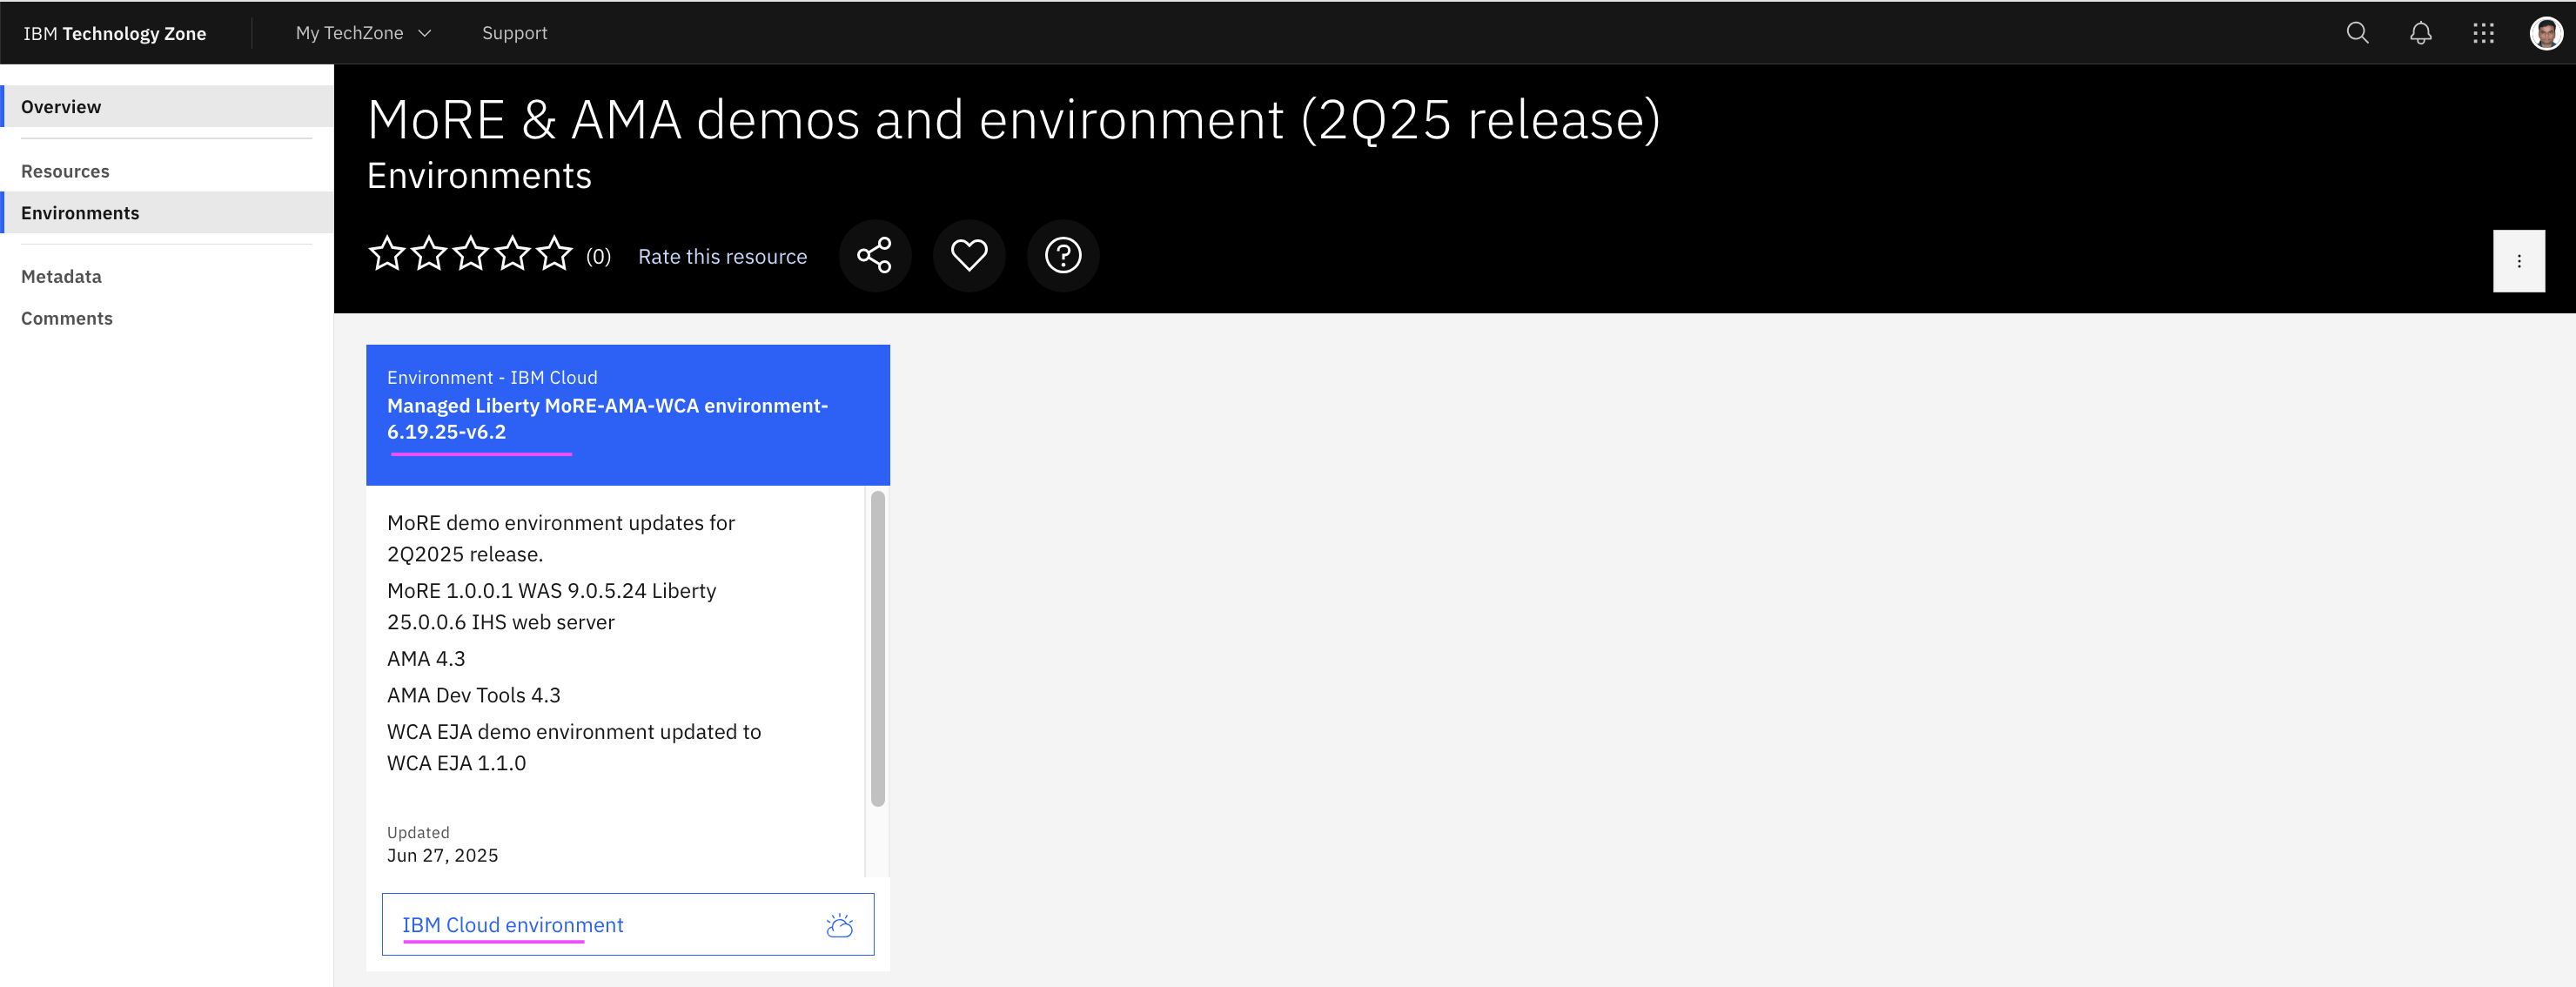 IBM Technology Zone
My TechZone
Support
Overview
Resources
Environments
Metadata
Comments
MoRE & AMA demos and environment (2Q25 release)
Environments
(0)
Rate this resource
Environment - IBM Cloud
Managed Liberty MoRE-AMA-WCA environment-
6.19.25-v6.2
MoRE demo environment updates for
2Q2025 release.
MoRE 1.0.0.1 WAS 9.0.5.24 Liberty
25.0.0.6 IHS web server
AMA 4.3
AMA Dev Tools 4.3
WCA EJA demo environment updated to
WCA EJA 1.1.0
Updated
Jun 27, 2025
IBM Cloud environment